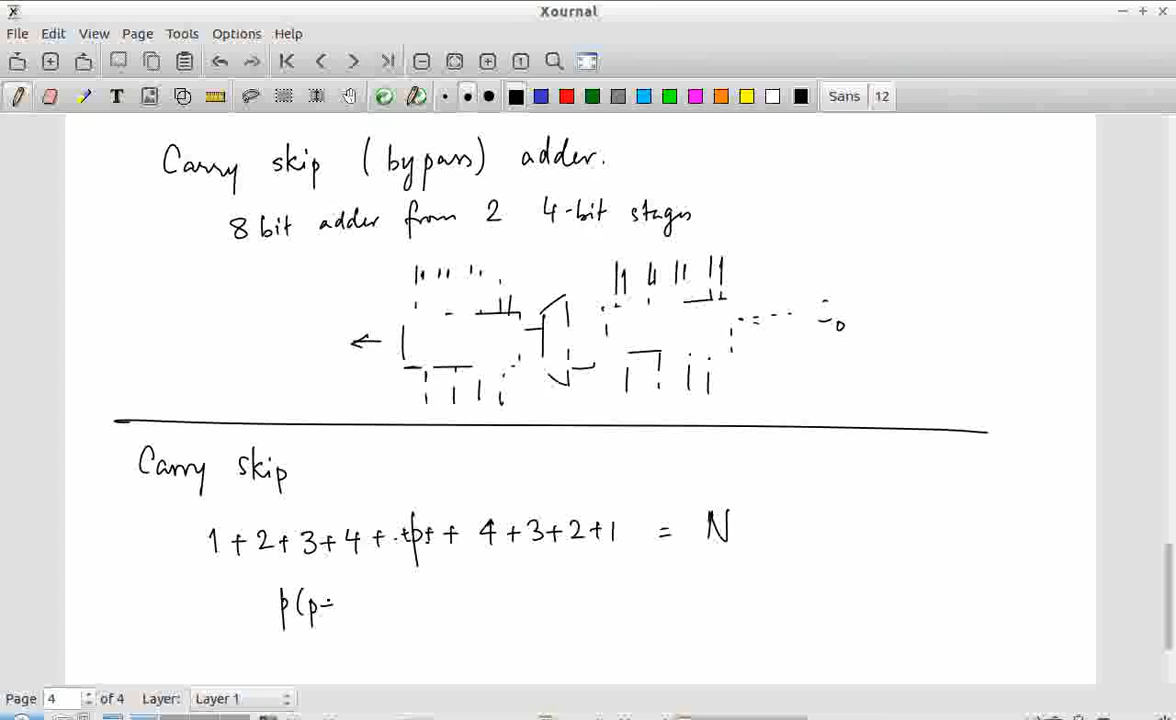 Xournal
File Edit View Page Tools Options Help
Sans 12
Carry skip (bypass) adder.
8 bit adder from 2 4-bit stages
0
Carry skip
1 + 2 + 3 + 4 + .. + p + + 4 + 3 + 2 + 1 = N
p(p
Page 4 of 4 Layer: Layer 1